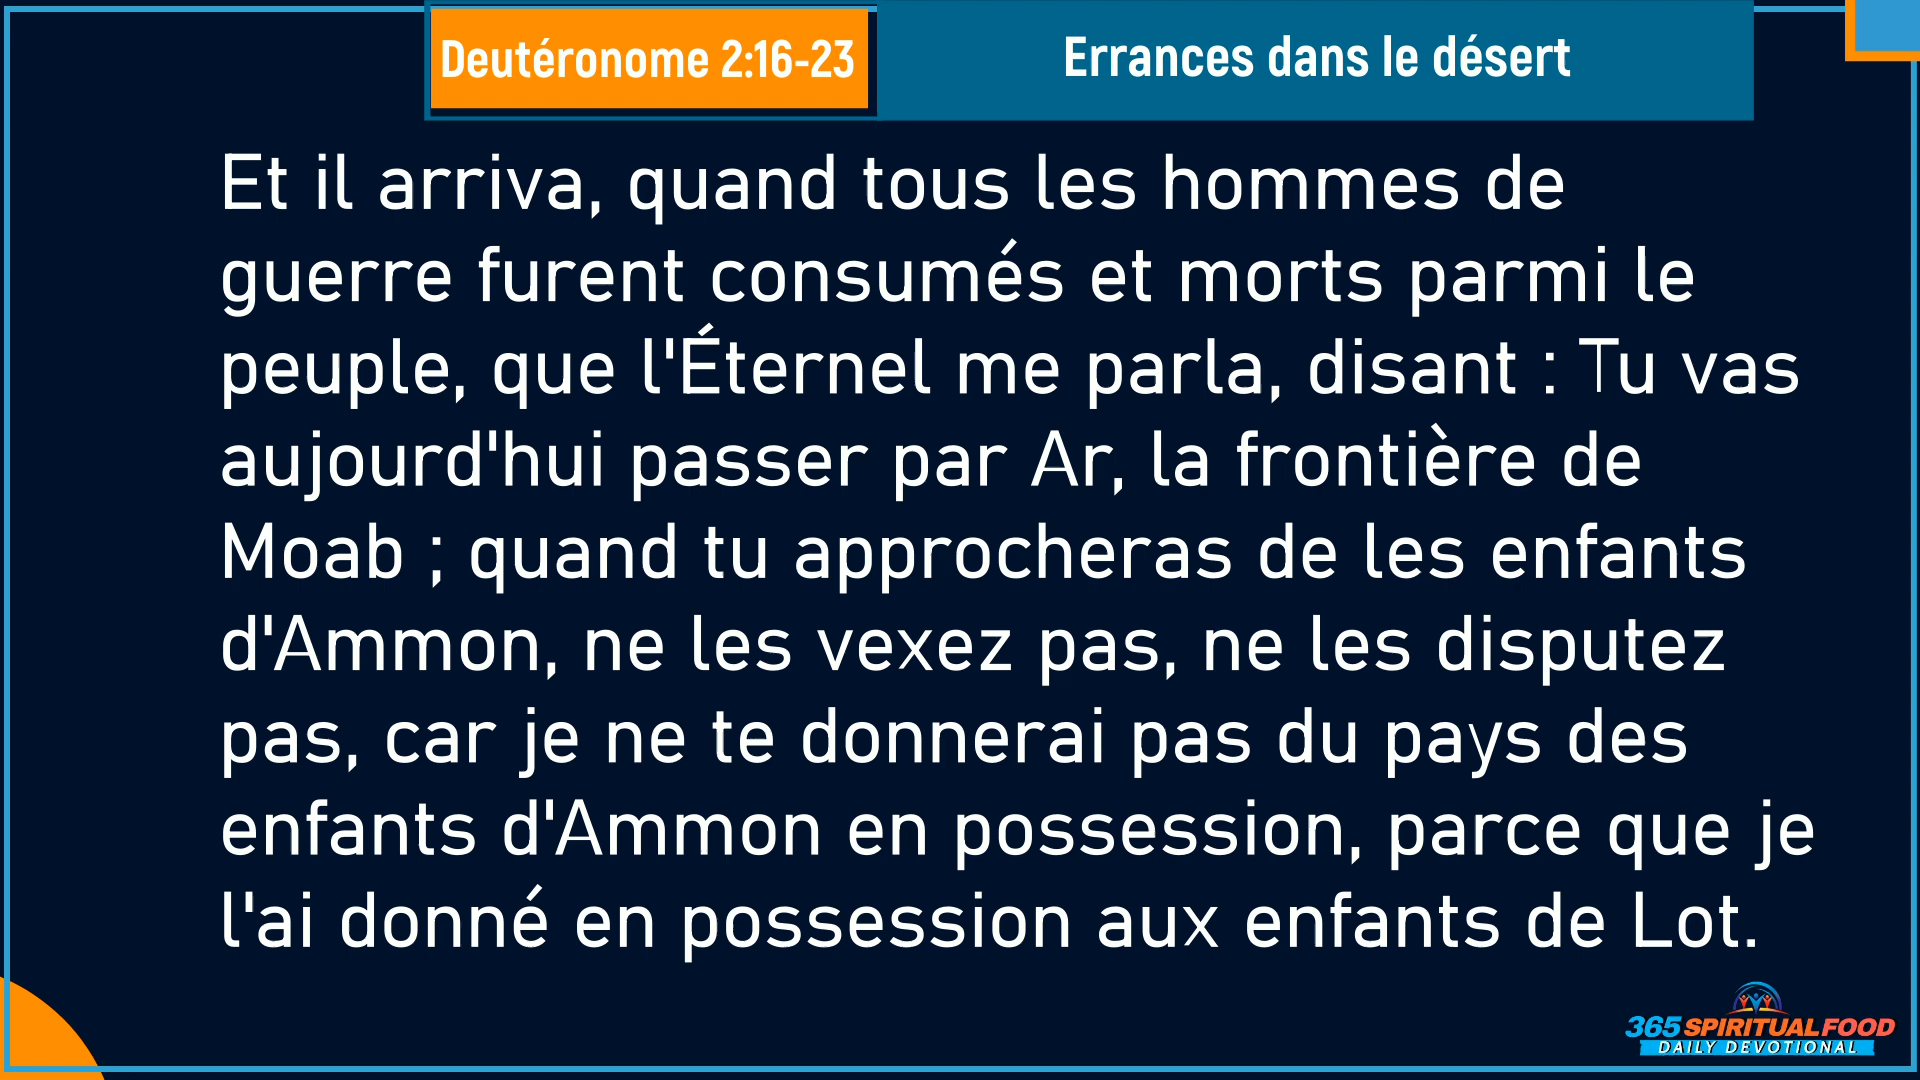 Deutéronome 2:16-23
Errances dans le désert
Et il arriva, quand tous les hommes de
guerre furent consumés et morts parmi le
peuple, que l'Éternel me parla, disant : Tu vas
aujourd'hui passer par Ar, la frontière de
Moab ; quand tu approcheras de les enfants
d'Ammon, ne les vexez pas, ne les disputez
pas, car je ne te donnerai pas du pays des
enfants d'Ammon en possession, parce que je
l'ai donné en possession aux enfants de Lot.
365 SPIRITUAL FOOD
DAILY DEVOTIONAL